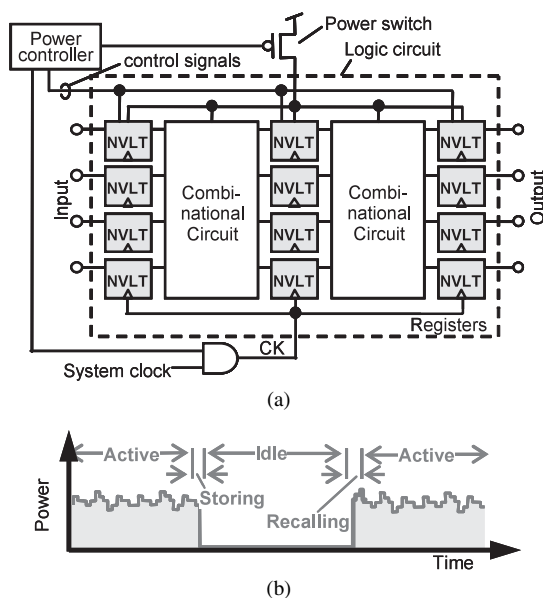 Power
controller
Power switch
Logic circuit
control signals
NVLT
NVLT
NVLT
NVLT
NVLT
NVLT
NVLT
NVLT
NVLT
NVLT
NVLT
NVLT
Combi-
national
Circuit
Combi-
national
Circuit
Input
Output
Registers
CK
System clock
(a)
Active
Idle
Active
Storing
Recalling
Power
Time
(b)